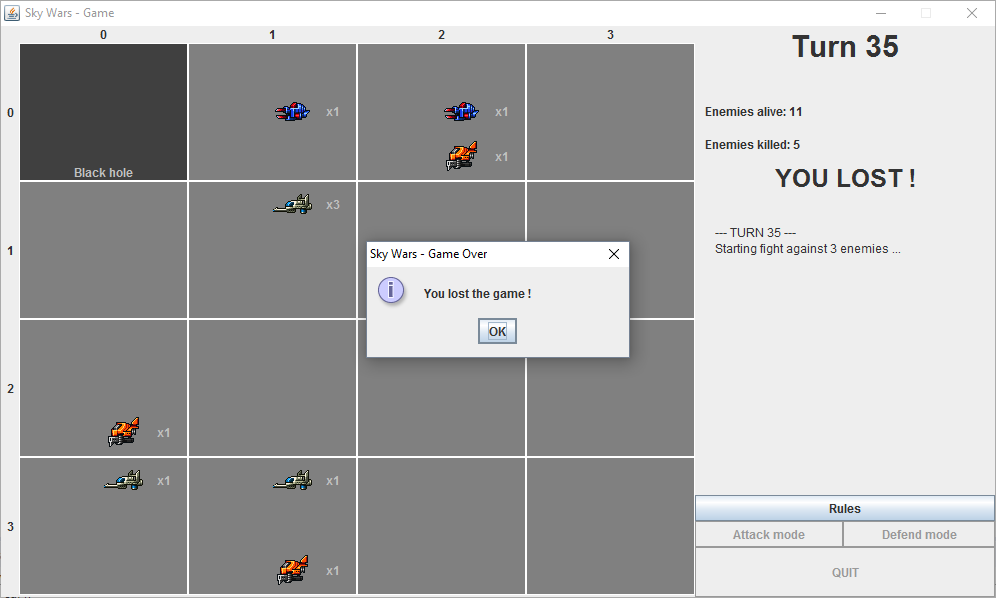 Sky Wars - Game
0 1 2 3
Turn 35
0
x1
x1
x1
Black hole
Enemies alive: 11
Enemies killed: 5
YOU LOST !
1
x3
--- TURN 35 ---
Starting fight against 3 enemies ...
Sky Wars - Game Over
You lost the game !
OK
2
x1
3
x1
x1
x1
Rules
Attack mode
Defend mode
QUIT